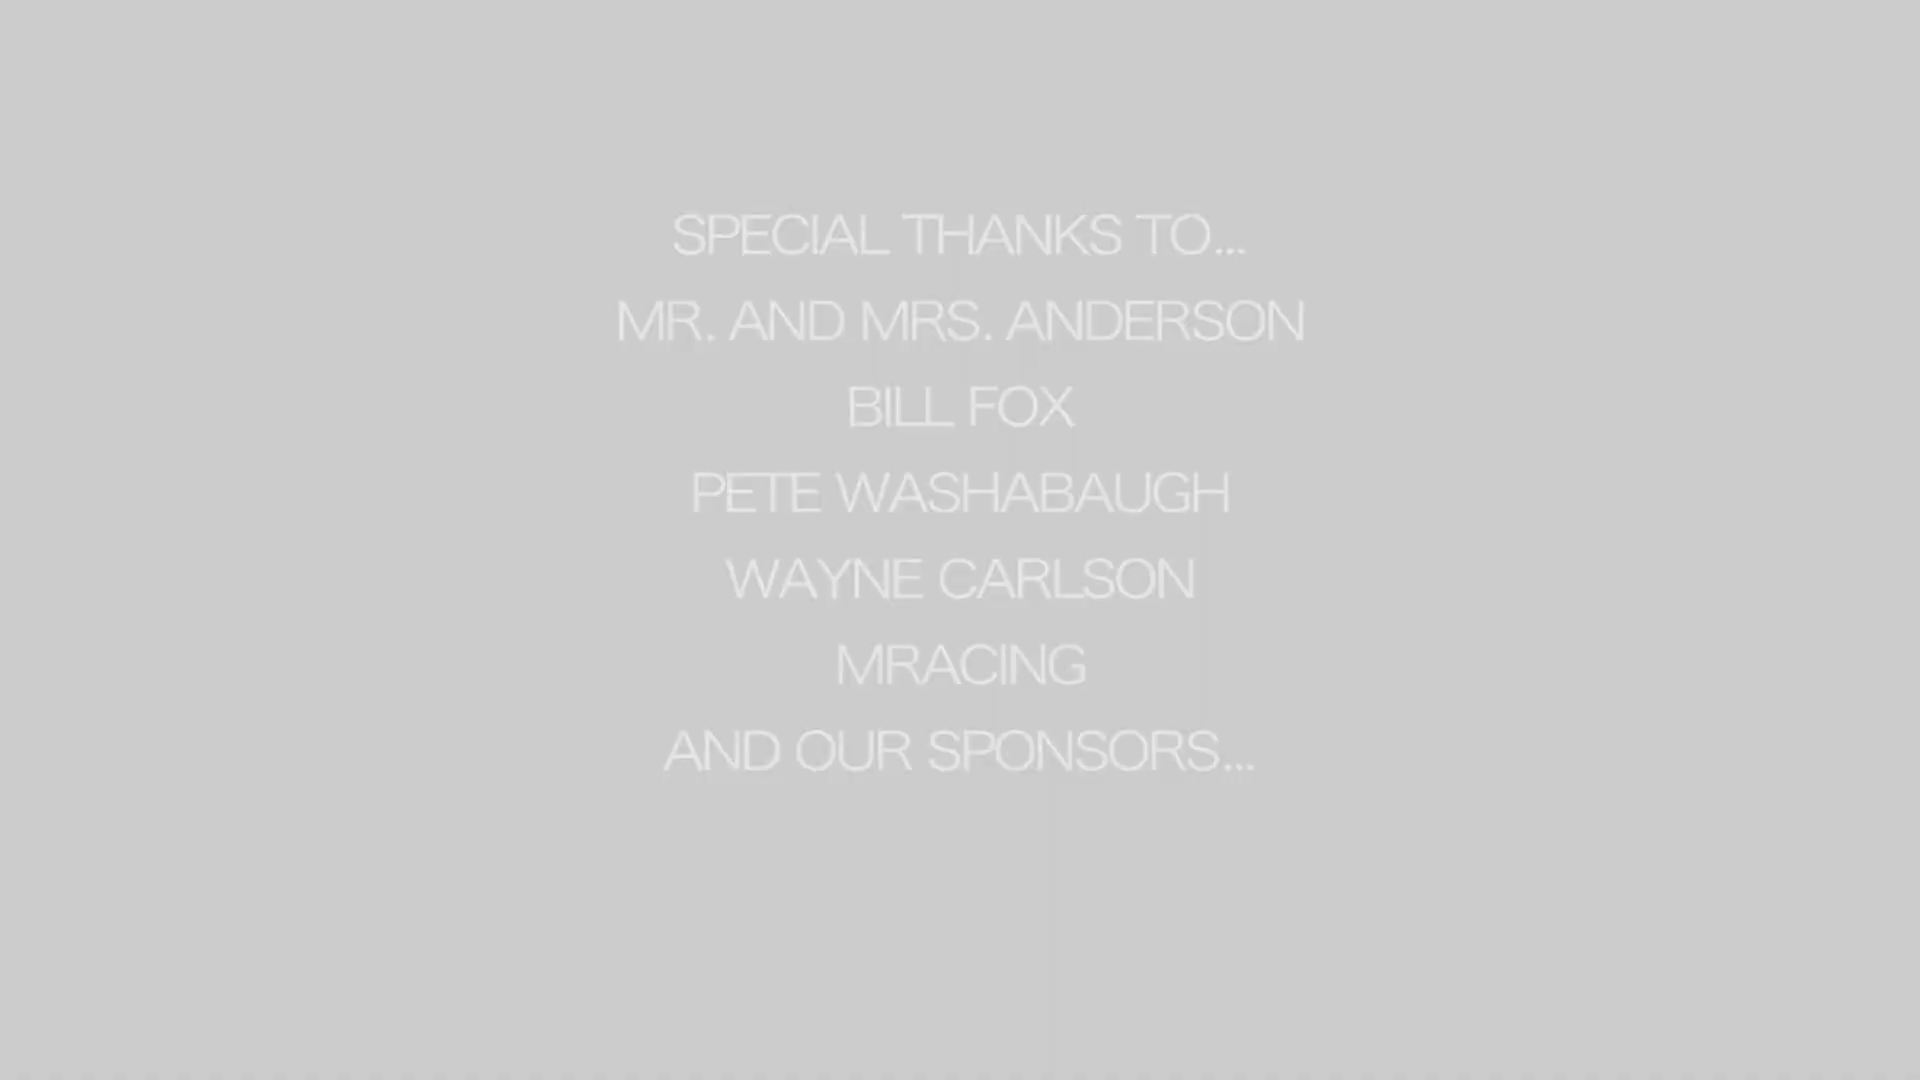 SPECIAL THANKS TO...
MR. AND MRS. ANDERSON
BILL FOX
PETE WASHABAUGH
WAYNE CARLSON
MRACING
AND OUR SPONSORS...